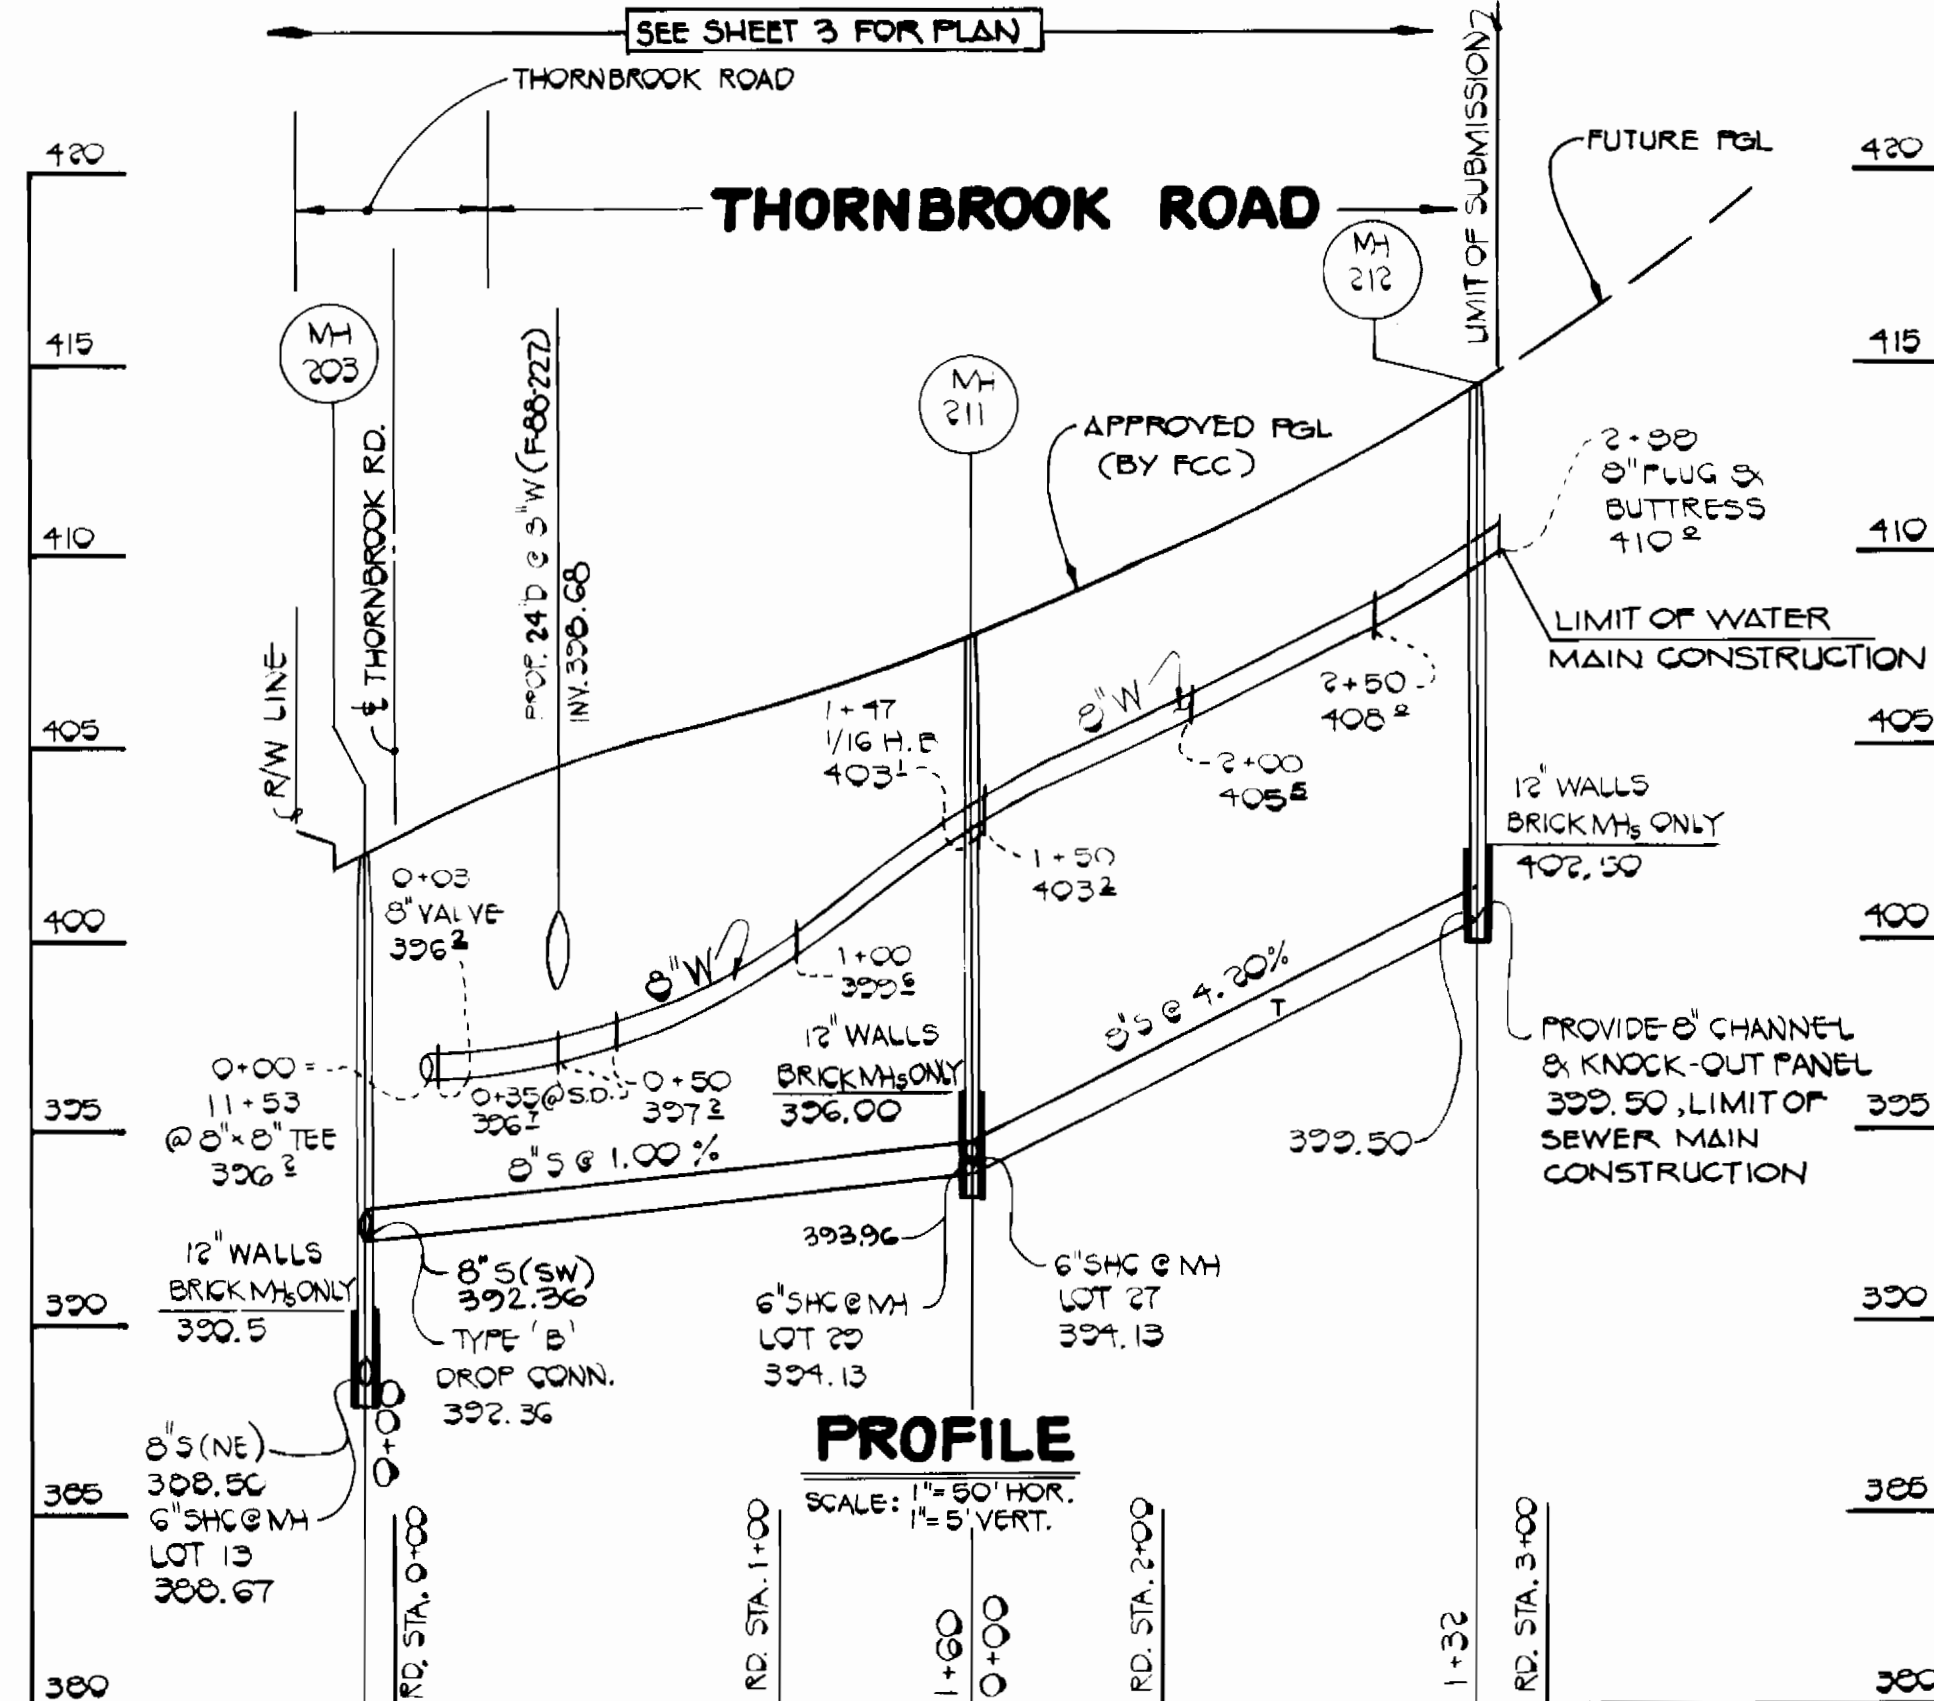 SEE SHEET 3 FOR PLAN
THORNBROOK ROAD
LIMIT OF SUBMISSION
FUTURE PGL
420
420
THORNBROOK ROAD
MH
212
MH
203
415
415
MH
211
APPROVED PGL
(BY FCC)
R/W LINE
℄ THORNBROOK RD.
PROP. 24"D @ 3"W (F-88-227)
INV. 398.68
2+88
8" PLUG &
BUTTRESS
410
410
410
LIMIT OF WATER
MAIN CONSTRUCTION
1+47
1/16 H.B
403 1
8"W
2+50
408
2+00
405 5
405
405
12" WALLS
BRICK MHs ONLY
402.50
1+50
403 2
0+03
8" VALVE
396 2
400
400
8"W
1+00
399 6
8"S @ 4.20%
T
12" WALLS
BRICK MHs ONLY
396.00
PROVIDE 8" CHANNEL
& KNOCK-OUT PANEL
399.50, LIMIT OF
SEWER MAIN
CONSTRUCTION
0+00 =
11+53
@ 8"x8" TEE
396 2
0+35 @ S.D.
396 7
0+50
397 2
395
395
8"S @ 1.00 %
399.50
393.96
12" WALLS
BRICK MHs ONLY
390.5
8" S (SW)
392.36
TYPE 'B'
DROP CONN.
392.36
6"SHC @ MH
LOT 29
394.13
6"SHC @ MH
LOT 27
394.13
390
390
8"S (NE)
388.50
6"SHC @ MH
LOT 13
388.67
0+00
PROFILE
SCALE: 1"=50' HOR.
1"=5' VERT.
385
385
RD. STA. 0+00
RD. STA. 1+00
1+60
0+00
RD. STA. 2+00
1+32
RD. STA. 3+00
380
380